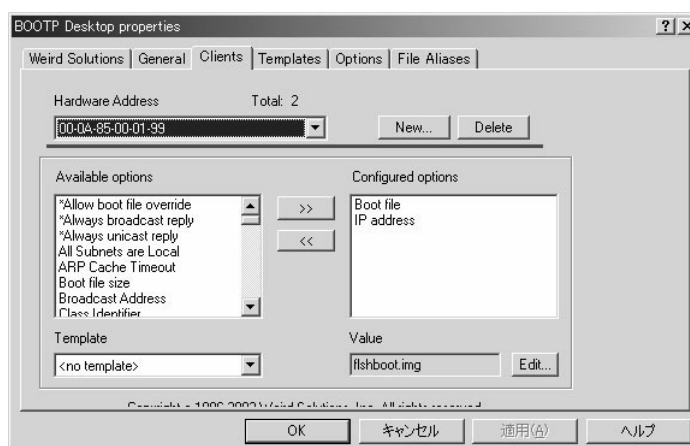 BOOTP Desktop properties
Weird Solutions
General
Clients
Templates
Options
File Aliases
Hardware Address
Total: 2
00-0A-85-00-01-99
New...
Delete
Available options
*Allow boot file override
*Always broadcast reply
*Always unicast reply
All Subnets are Local
ARP Cache Timeout
Boot file size
Broadcast Address
Class Identifier
>>
<<
Configured options
Boot file
IP address
Template
<no template>
Value
flshboot.img
Edit...
OK
キャンセル
適用(A)
ヘルプ